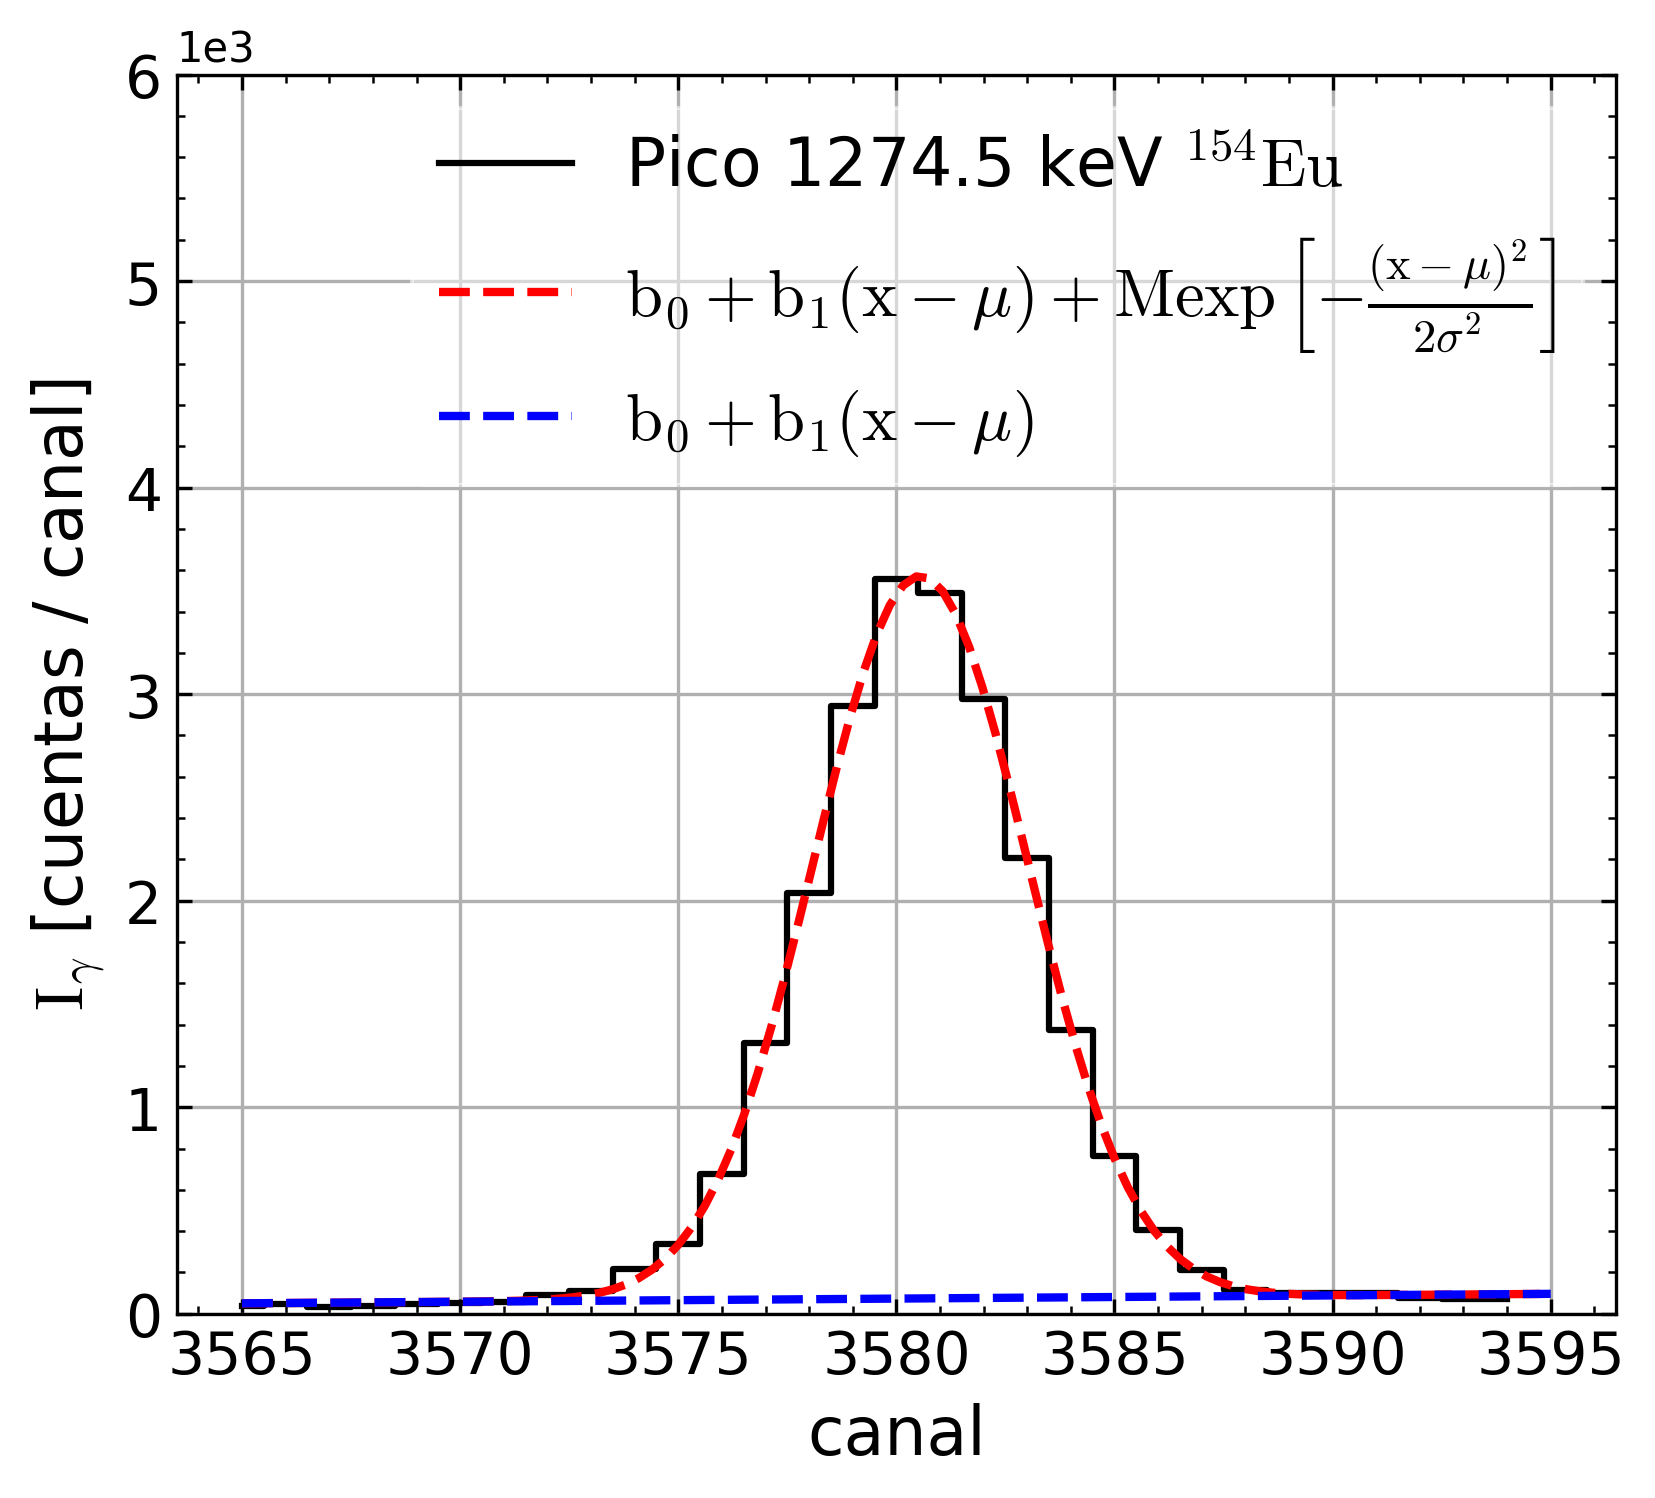 1e3
6
5
4
3
2
1
0
I_γ [cuentas / canal]
Pico 1274.5 keV ¹⁵⁴Eu
b₀ + b₁(x − μ) + Mexp [−(x − μ)² / 2σ²]
b₀ + b₁(x − μ)
3565 3570 3575 3580 3585 3590 3595
canal